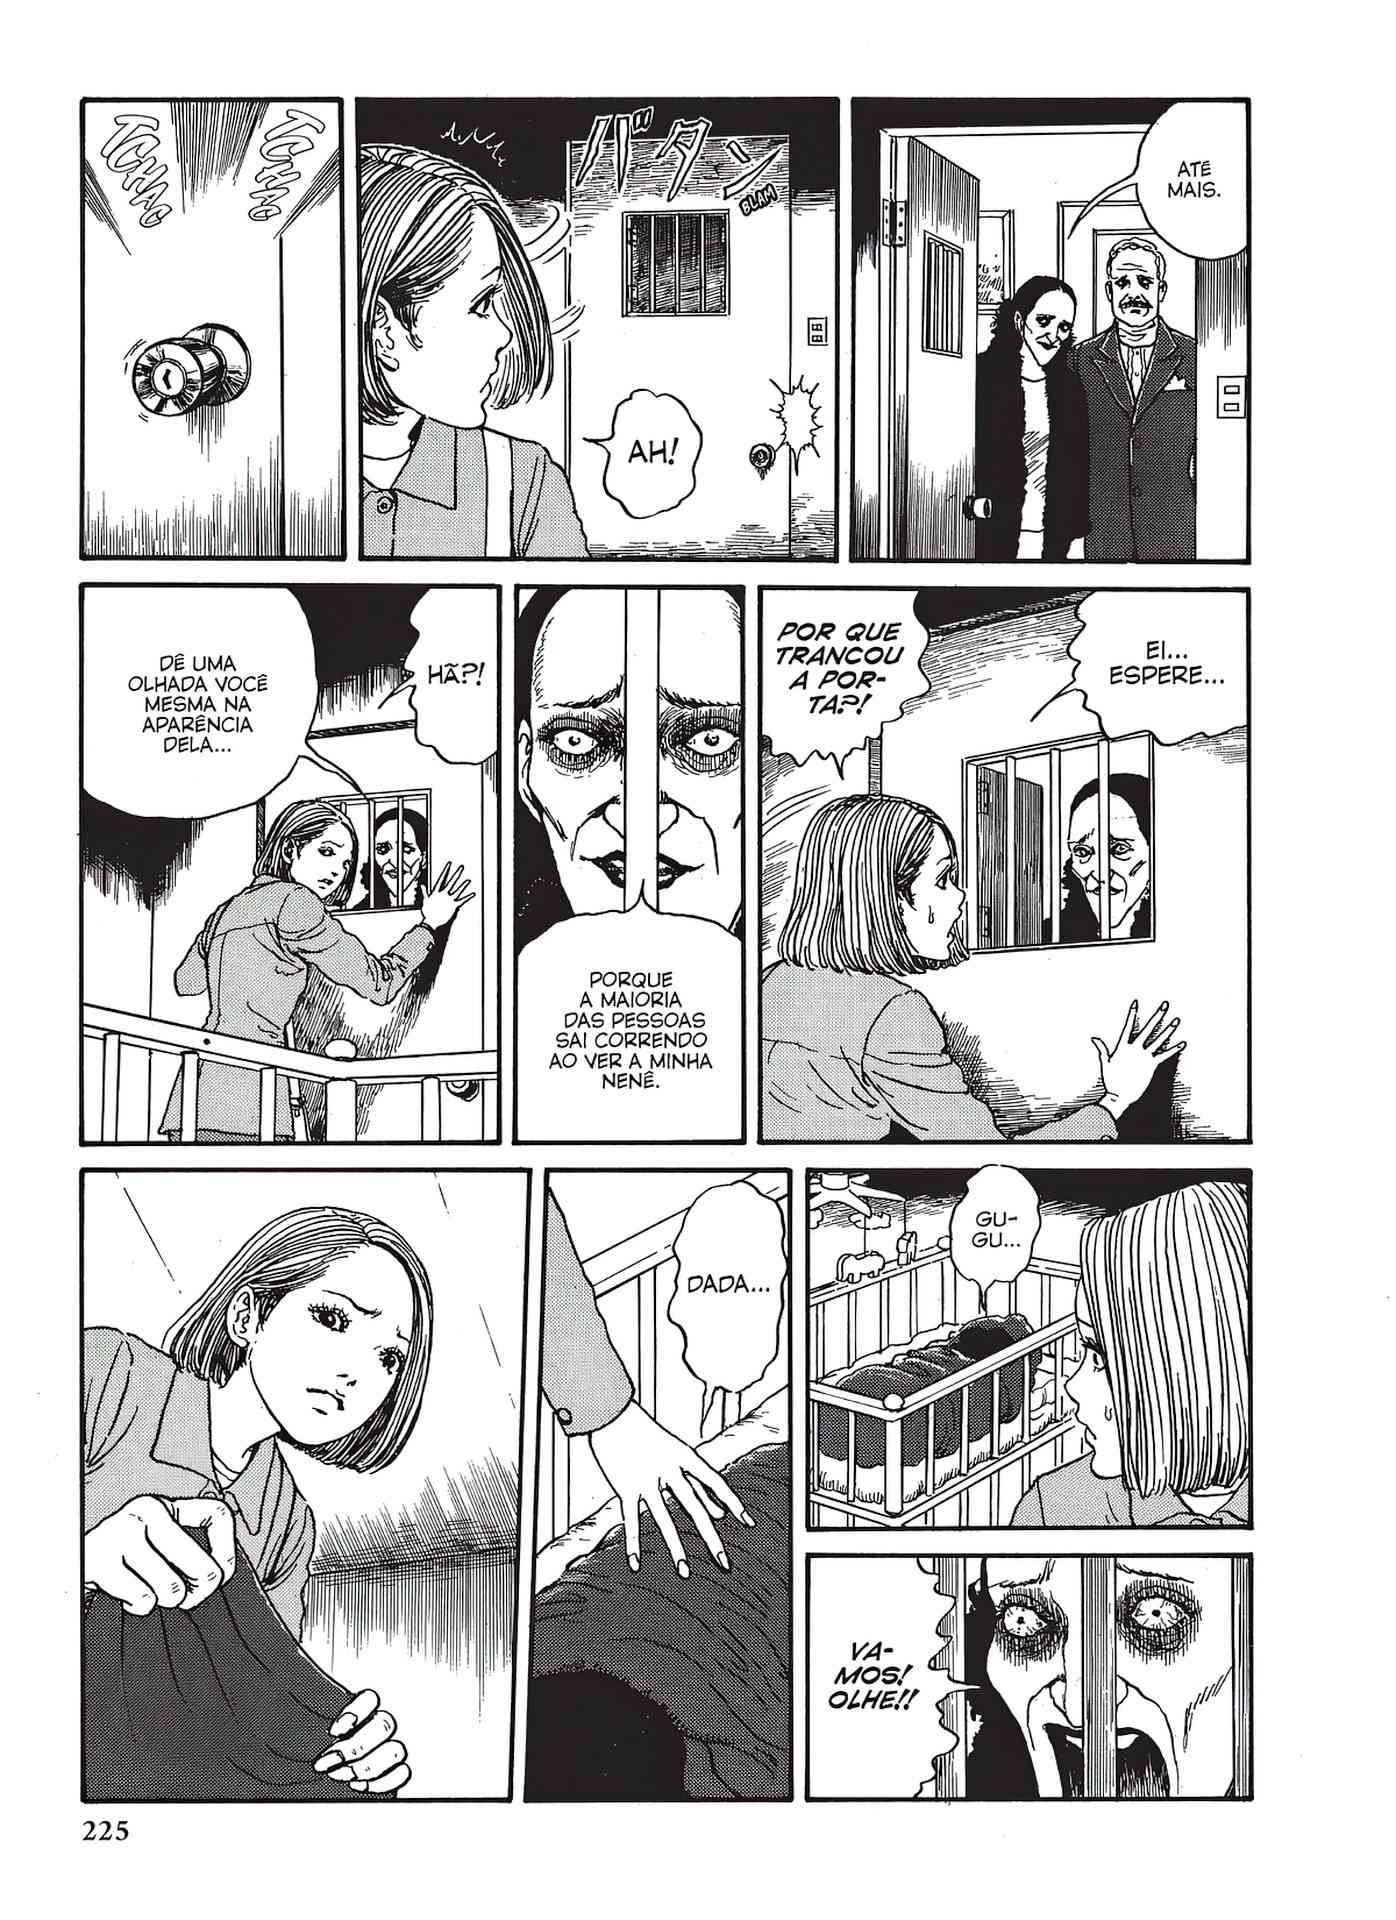 ATÉ
MAIS.
バタン
BLAM
AH!
TCHAC
TCHAC
EI...
ESPERE...
POR QUE
TRANCOU
A POR-
TA?!
PORQUE
A MAIORIA
DAS PESSOAS
SAI CORRENDO
AO VER A MINHA
NENÊ.
HÃ?!
DÊ UMA
OLHADA VOCÊ
MESMA NA
APARÊNCIA
DELA...
GU-
GU...
VA-
MOS!
OLHE!!
DADA...
225